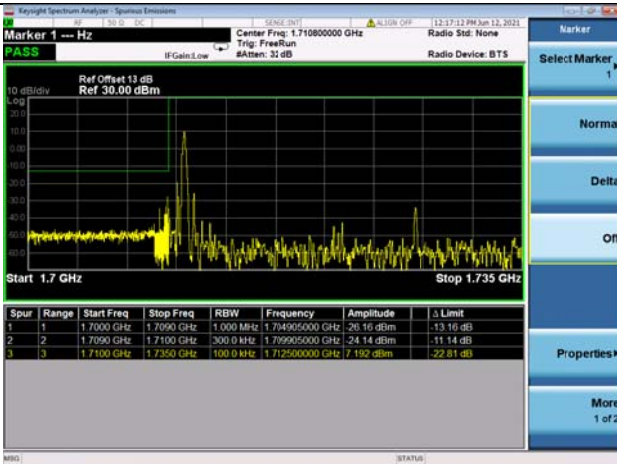 Keysight Spectrum Analyzer - Spurious Emissions
RF 50 Ω DC SENSE:INT ALIGN OFF 12:17:12 PM Jun 12, 2021
Marker 1 --- Hz
Center Freq: 1.710800000 GHz
Radio Std: None
Trig: FreeRun
PASS
IFGain:Low
#Atten: 32 dB
Radio Device: BTS
Ref Offset 13 dB
10 dB/div Ref 30.00 dBm
Log
20.0
10.0
0.00
-10.0
-20.0
-30.0
-40.0
-50.0
-60.0
Start 1.7 GHz Stop 1.735 GHz
Spur Range Start Freq Stop Freq RBW Frequency Amplitude Δ Limit
1 1 1.7000 GHz 1.7090 GHz 1.000 MHz 1.704905000 GHz -26.16 dBm -13.16 dB
2 2 1.7090 GHz 1.7100 GHz 300.0 kHz 1.709905000 GHz -24.14 dBm -11.14 dB
3 3 1.7100 GHz 1.7350 GHz 100.0 kHz 1.712500000 GHz 7.192 dBm -22.81 dB
MSG STATUS
Marker
Select Marker
1
Norma
Delta
Off
Properties
More
1 of 2